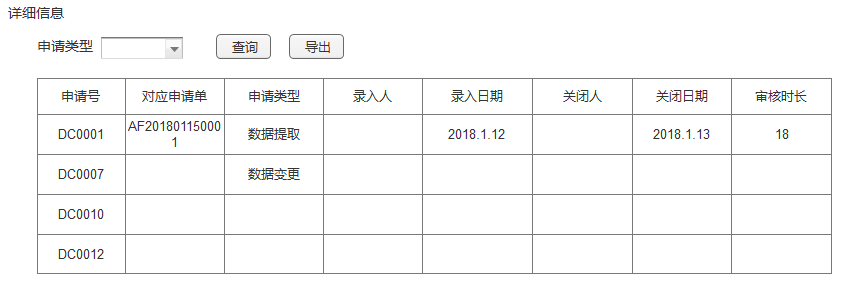 详细信息
申请类型 查询 导出
申请号 对应申请单 申请类型 录入人 录入日期 关闭人 关闭日期 审核时长
DC0001 AF201801150001 数据提取 2018.1.12 2018.1.13 18
DC0007 数据变更
DC0010
DC0012